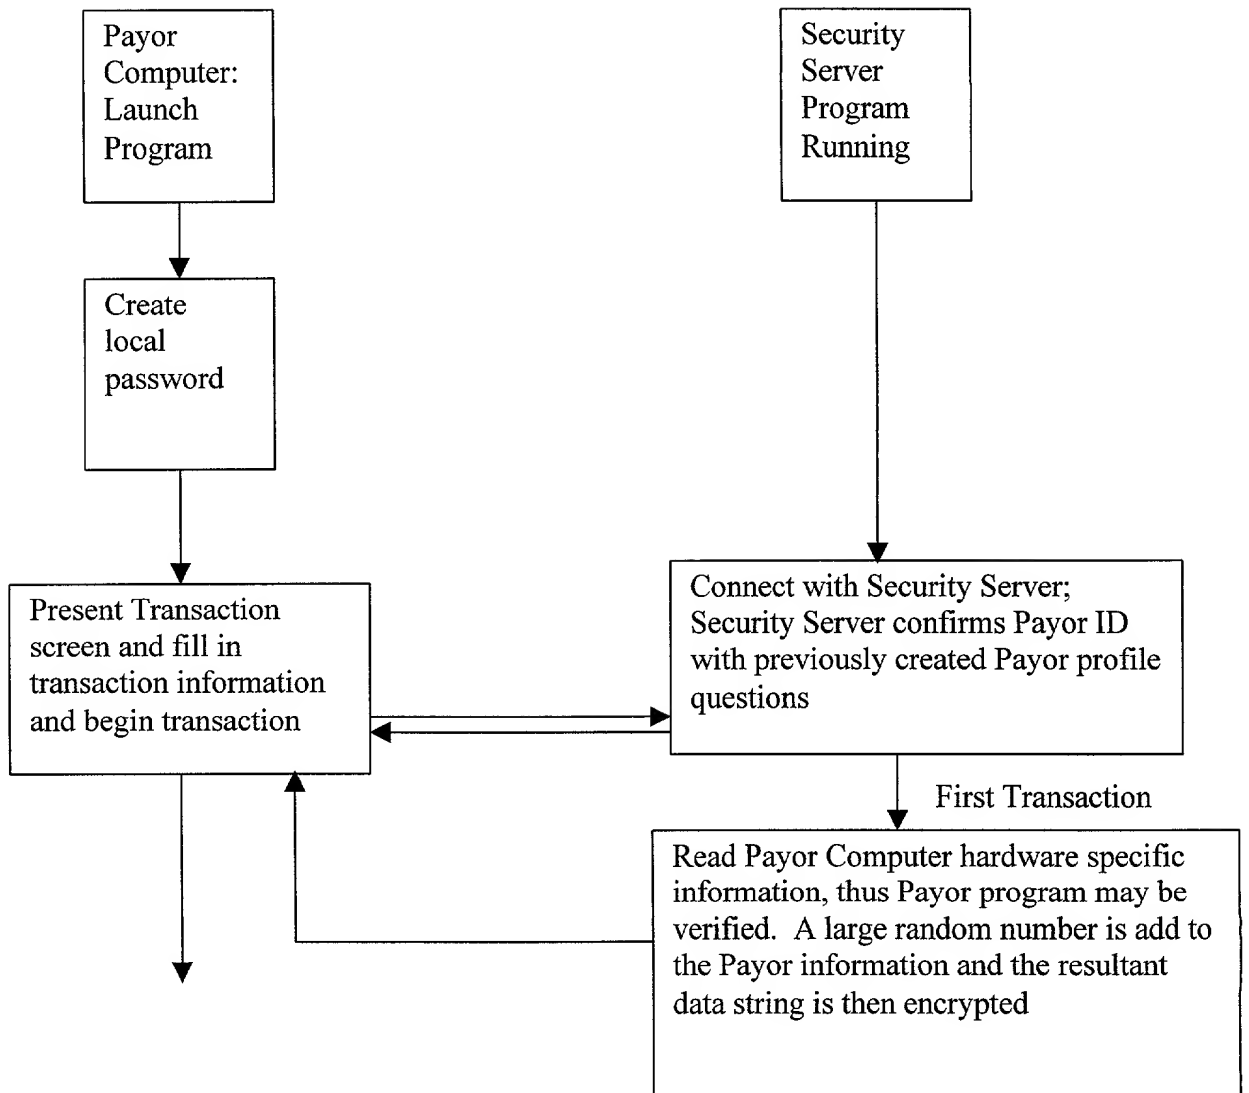 Payor
Computer:
Launch
Program
Security
Server
Program
Running
Create
local
password
Present Transaction
screen and fill in
transaction information
and begin transaction
Connect with Security Server;
Security Server confirms Payor ID
with previously created Payor profile
questions
First Transaction
Read Payor Computer hardware specific
information, thus Payor program may be
verified.  A large random number is add to
the Payor information and the resultant
data string is then encrypted